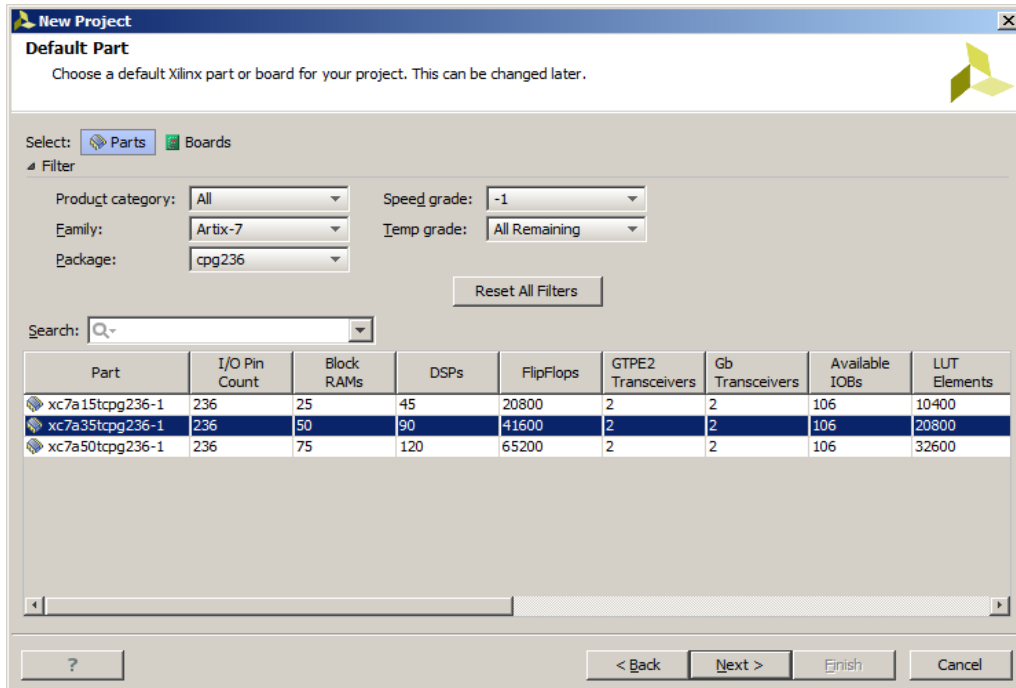 New Project
Default Part
Choose a default Xilinx part or board for your project. This can be changed later.
Select: Parts Boards
Filter
Product category: All Speed grade: -1
Family: Artix-7 Temp grade: All Remaining
Package: cpg236
Reset All Filters
Search:
Part I/O Pin Count Block RAMs DSPs FlipFlops GTPE2 Transceivers Gb Transceivers Available IOBs LUT Elements
xc7a15tcpg236-1 236 25 45 20800 2 2 106 10400
xc7a35tcpg236-1 236 50 90 41600 2 2 106 20800
xc7a50tcpg236-1 236 75 120 65200 2 2 106 32600
? < Back Next > Finish Cancel